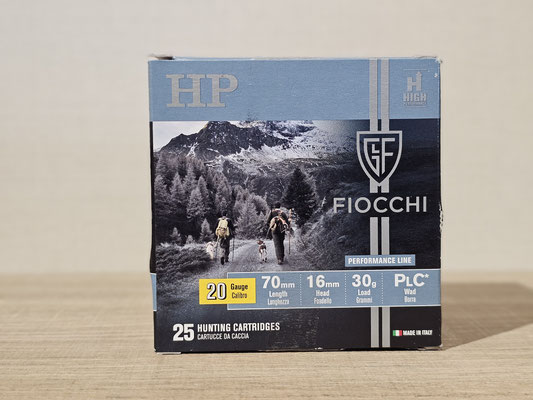 HP
HIGH
GSF
FIOCCHI
PERFORMANCE LINE
20 Gauge Calibro
70mm Length Lunghezza
16mm Head Fondello
30g Load Grammi
PLC* Wad Borra
25 HUNTING CARTRIDGES
CARTUCCE DA CACCIA
MADE IN ITALY